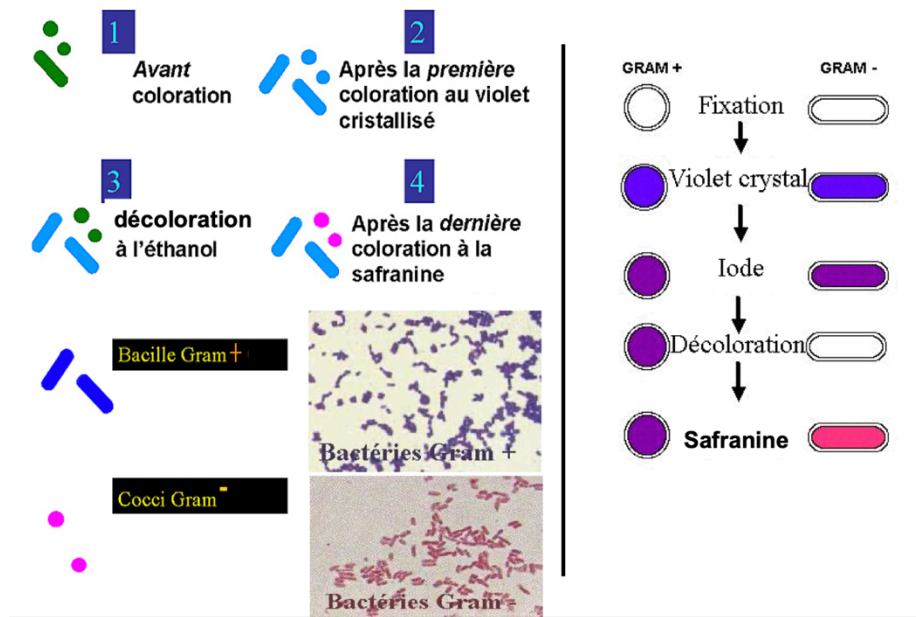 1
Avant
coloration
2
Après la première
coloration au violet
cristallisé
3
décoloration
à l'éthanol
4
Après la dernière
coloration à la
safranine
Bacille Gram +
Cocci Gram -
Bactéries Gram +
Bactéries Gram -
GRAM +
GRAM -
Fixation
Violet crystal
Iode
Décoloration
Safranine